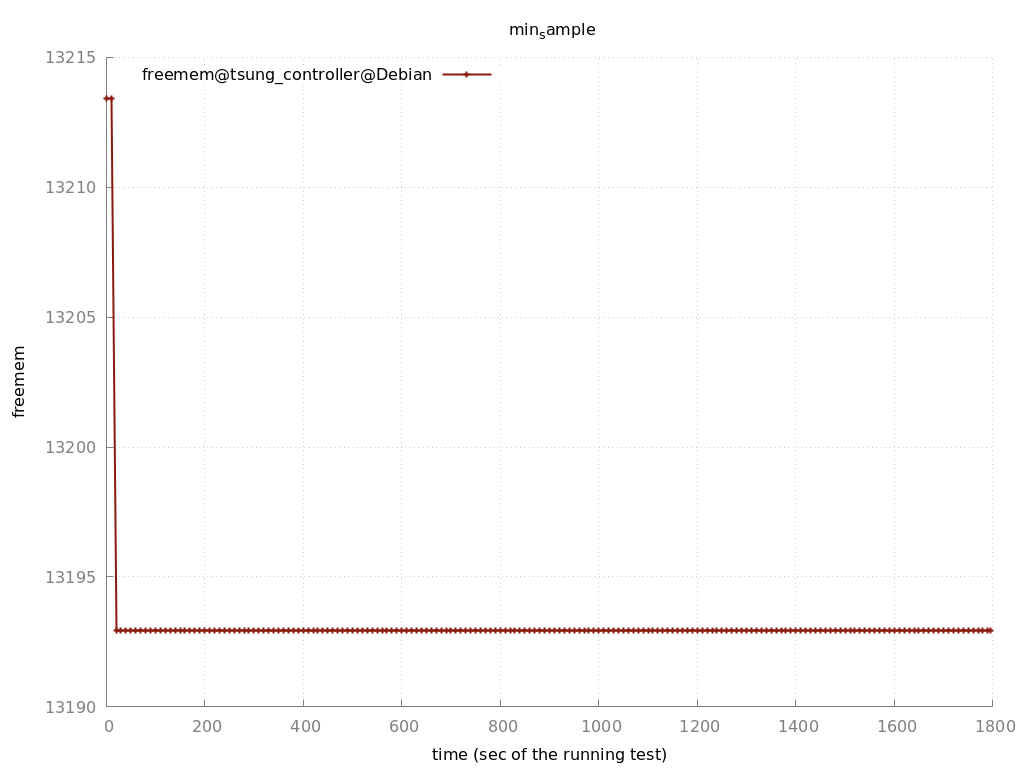 minsample
13215
freemem@tsung_controller@Debian
13210
13205
13200
13195
13190
freemem
0 200 400 600 800 1000 1200 1400 1600 1800
time (sec of the running test)